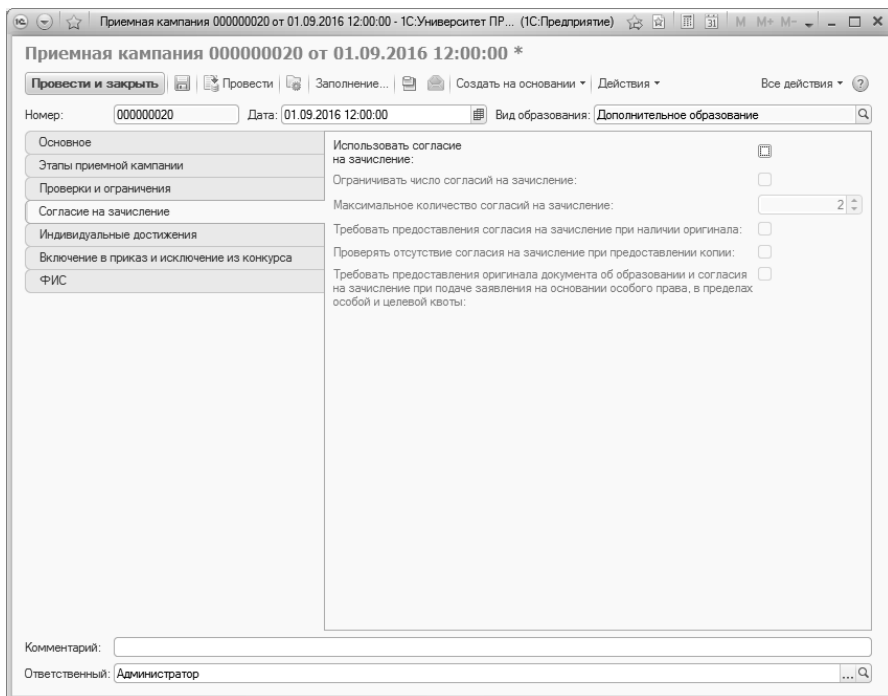 Приемная кампания 000000020 от 01.09.2016 12:00:00 - 1С:Университет ПР... (1С:Предприятие) 31 M M+ M-
Приемная кампания 000000020 от 01.09.2016 12:00:00 *
Провести и закрыть Провести Заполнение... Создать на основании Действия Все действия ?
Номер: 000000020 Дата: 01.09.2016 12:00:00 Вид образования: Дополнительное образование
Основное
Этапы приемной кампании
Проверки и ограничения
Согласие на зачисление
Индивидуальные достижения
Включение в приказ и исключение из конкурса
ФИС
Использовать согласие
на зачисление:
Ограничивать число согласий на зачисление:
Максимальное количество согласий на зачисление: 2
Требовать предоставления согласия на зачисление при наличии оригинала:
Проверять отсутствие согласия на зачисление при предоставлении копии:
Требовать предоставления оригинала документа об образовании и согласия
на зачисление при подаче заявления на основании особого права, в пределах
особой и целевой квоты:
Комментарий:
Ответственный: Администратор ...